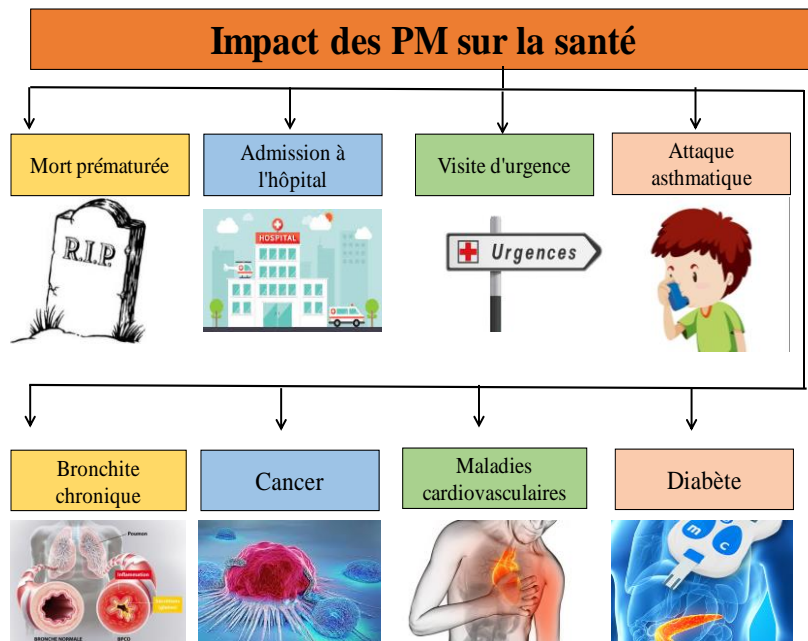 Impact des PM sur la santé
Mort prématurée
Admission à
l'hôpital
Visite d'urgence
Attaque
asthmatique
R.I.P.
HOSPITAL
Urgences
Bronchite
chronique
Cancer
Maladies
cardiovasculaires
Diabète
Poumon
Inflammation
BRONCHE NORMALE
BPCO
m
c